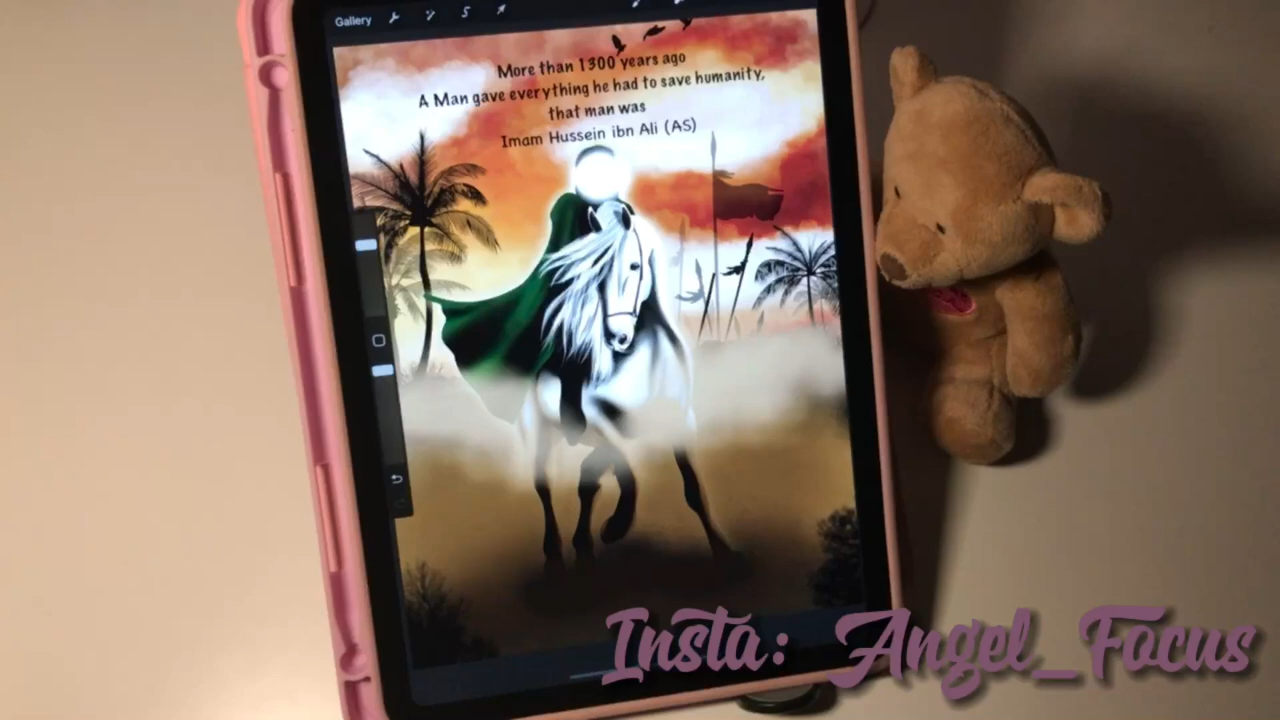 Gallery
More than 1300 years ago
A Man gave everything he had to save humanity,
that man was
Imam Hussein ibn Ali (AS)
Insta: Angel_Focus